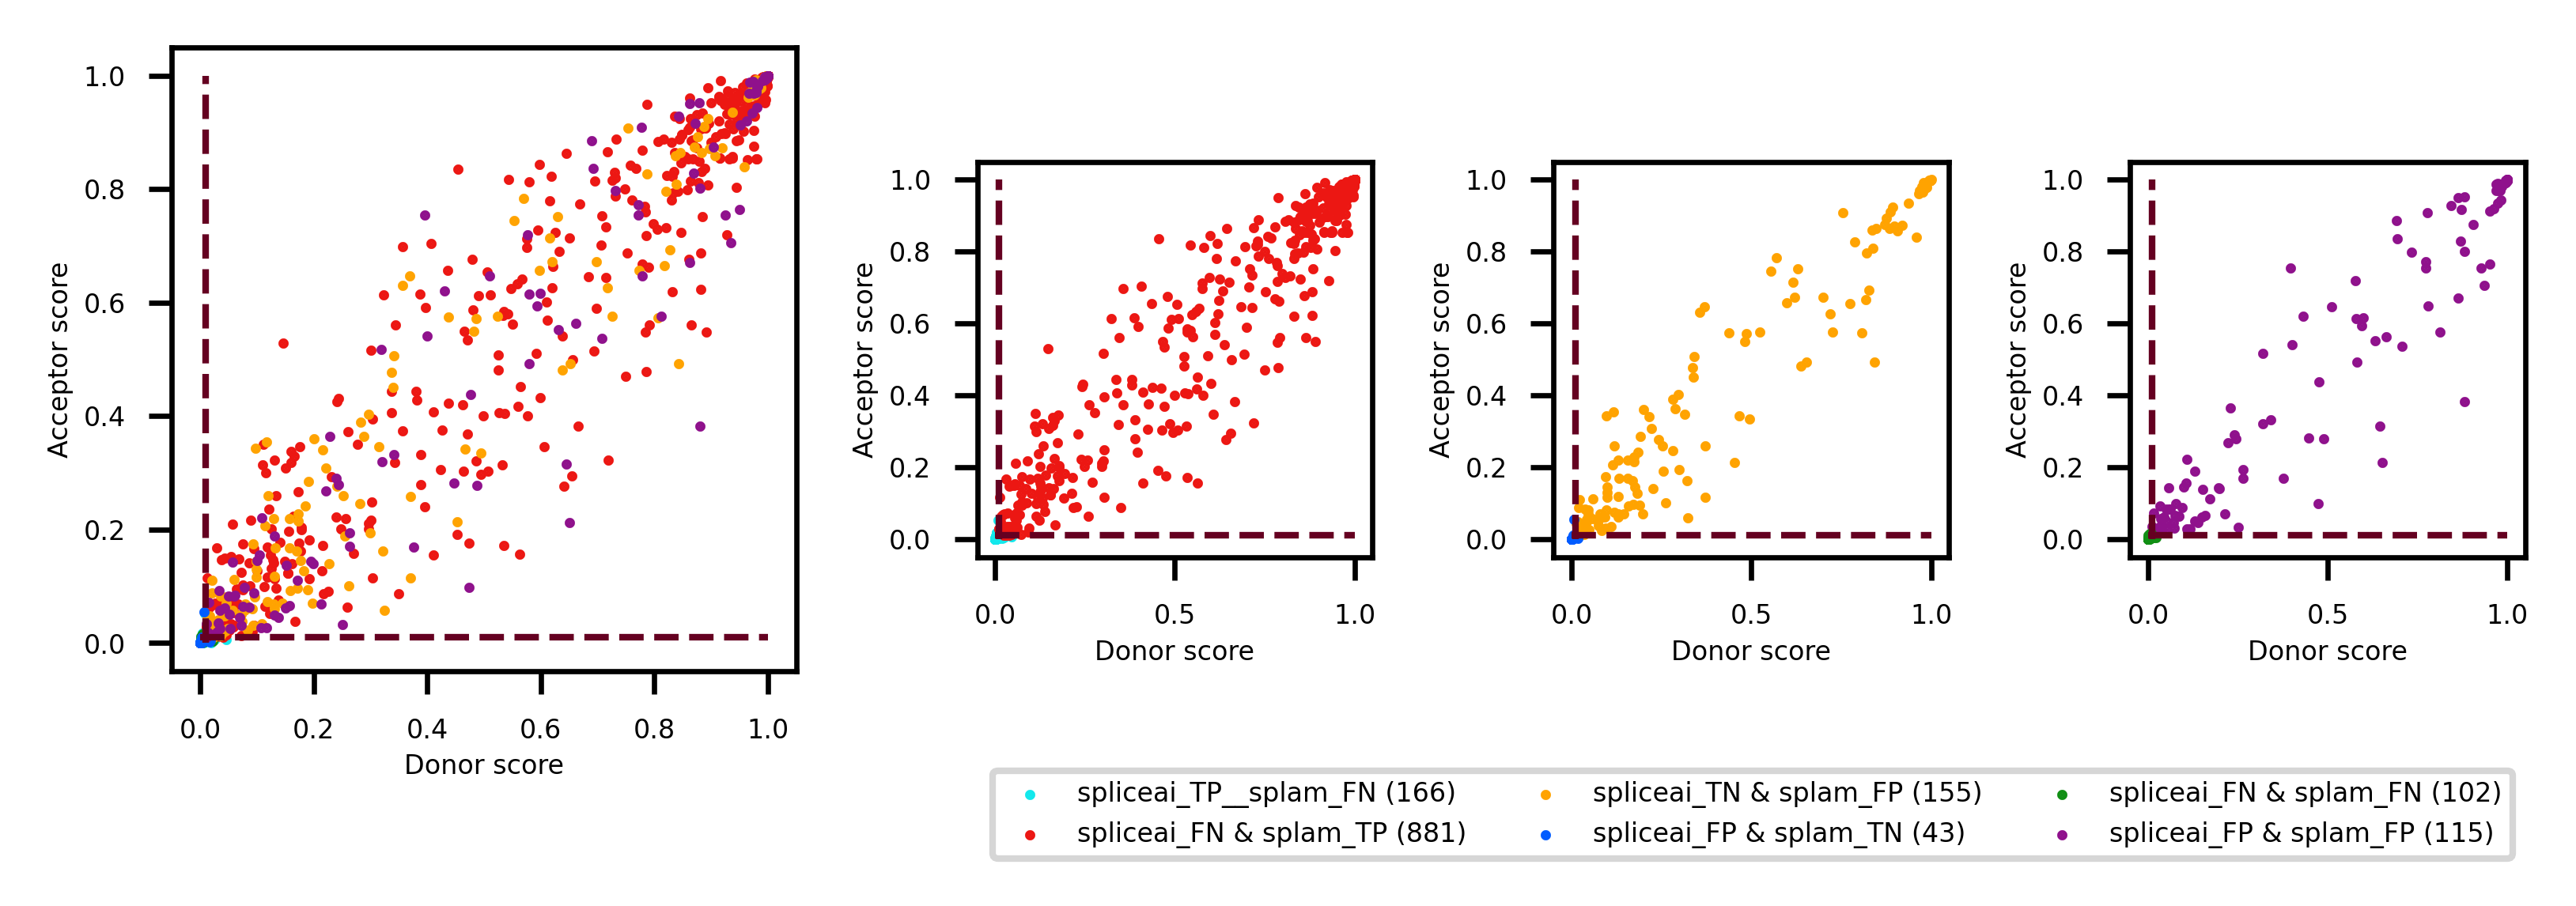 1.0
0.8
0.6
0.4
0.2
0.0
Acceptor score
0.0 0.2 0.4 0.6 0.8 1.0
Donor score
1.0
0.8
0.6
0.4
0.2
0.0
Acceptor score
0.0 0.5 1.0
Donor score
1.0
0.8
0.6
0.4
0.2
0.0
Acceptor score
0.0 0.5 1.0
Donor score
1.0
0.8
0.6
0.4
0.2
0.0
Acceptor score
0.0 0.5 1.0
Donor score
spliceai_TP__splam_FN (166)
spliceai_FN & splam_TP (881)
spliceai_TN & splam_FP (155)
spliceai_FP & splam_TN (43)
spliceai_FN & splam_FN (102)
spliceai_FP & splam_FP (115)